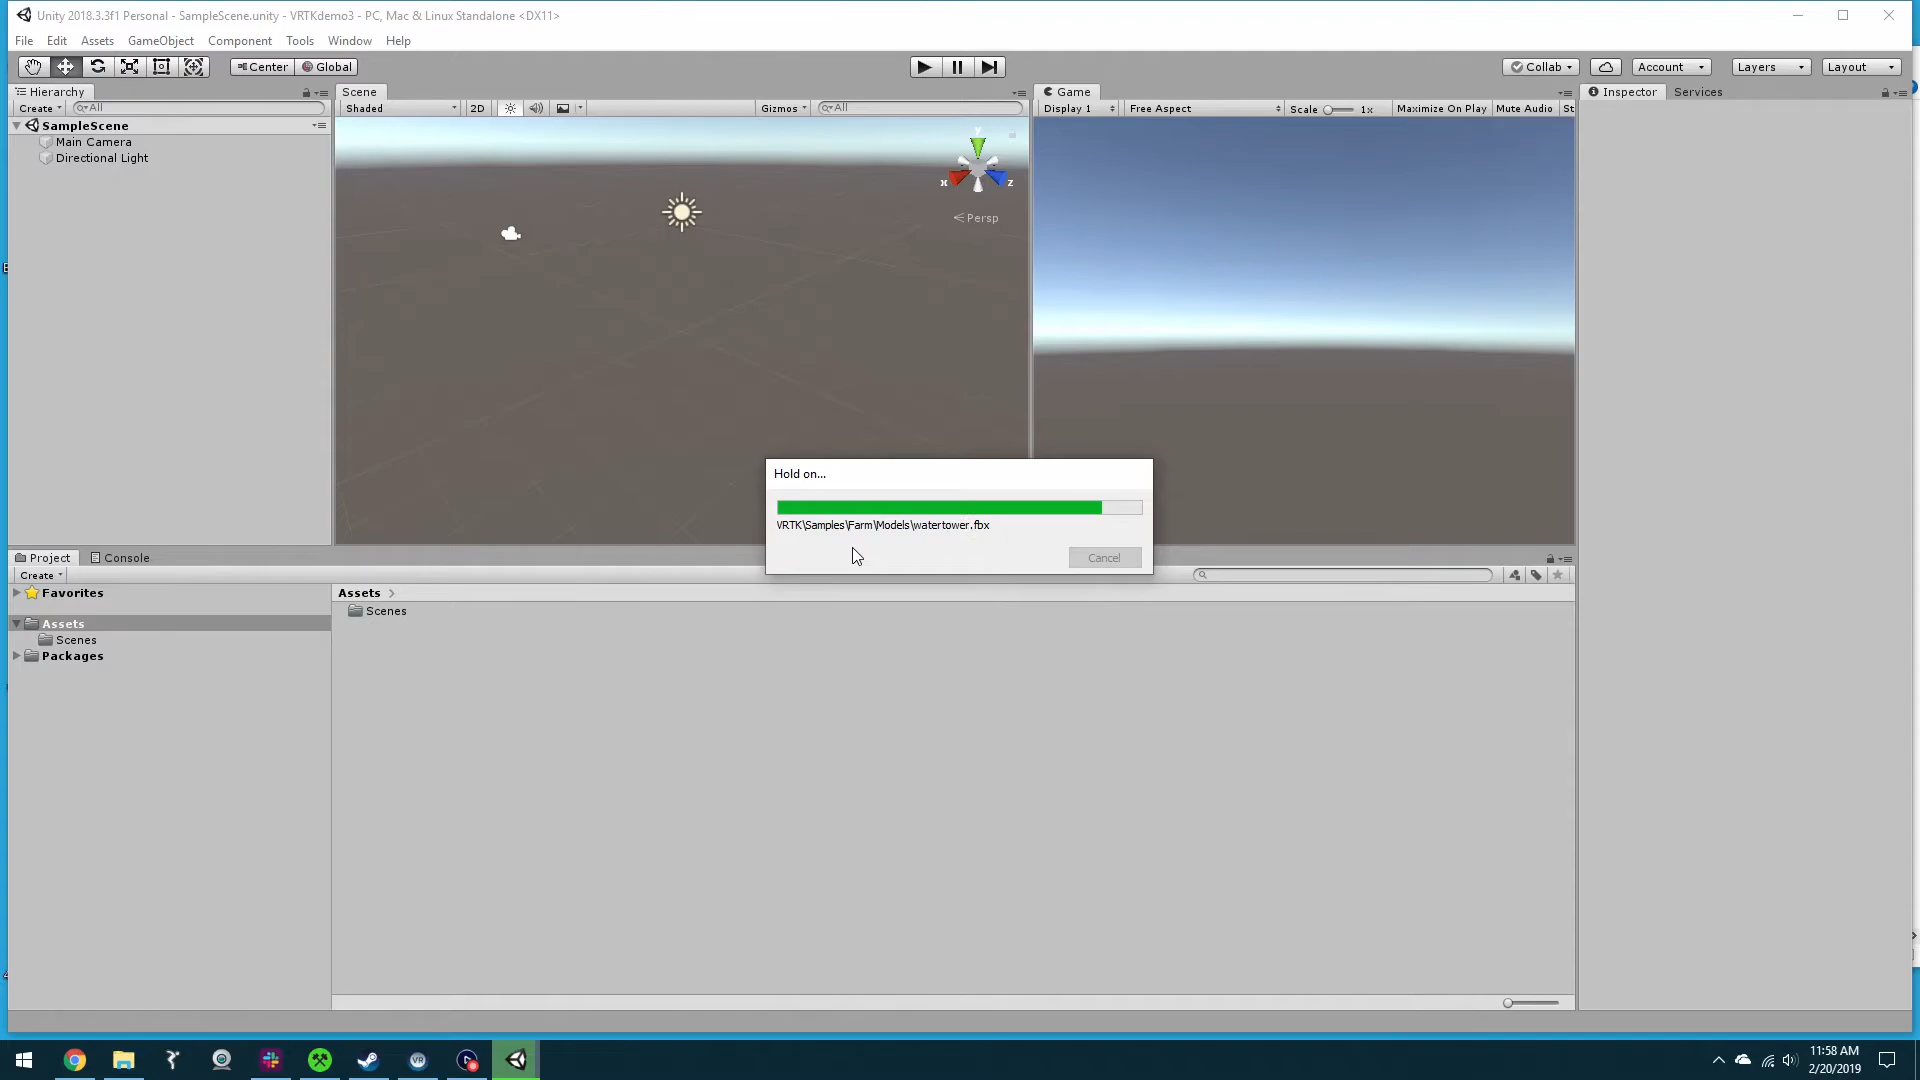 Unity 2018.3.3f1 Personal - SampleScene.unity - VRTKdemo3 - PC, Mac & Linux Standalone <DX11>
File Edit Assets GameObject Component Tools Window Help
Center Global Collab Account Layers Layout
Hierarchy
Create All
SampleScene
Main Camera
Directional Light
Scene
Shaded 2D Gizmos All
y
x z
Persp
Game
Display 1 Free Aspect Scale 1x Maximize On Play Mute Audio St
Inspector Services
Hold on...
VRTK\Samples\Farm\Models\watertower.fbx
Cancel
Project Console
Create
Favorites
Assets
Scenes
Packages
Assets
Scenes
VR
11:58 AM
2/20/2019